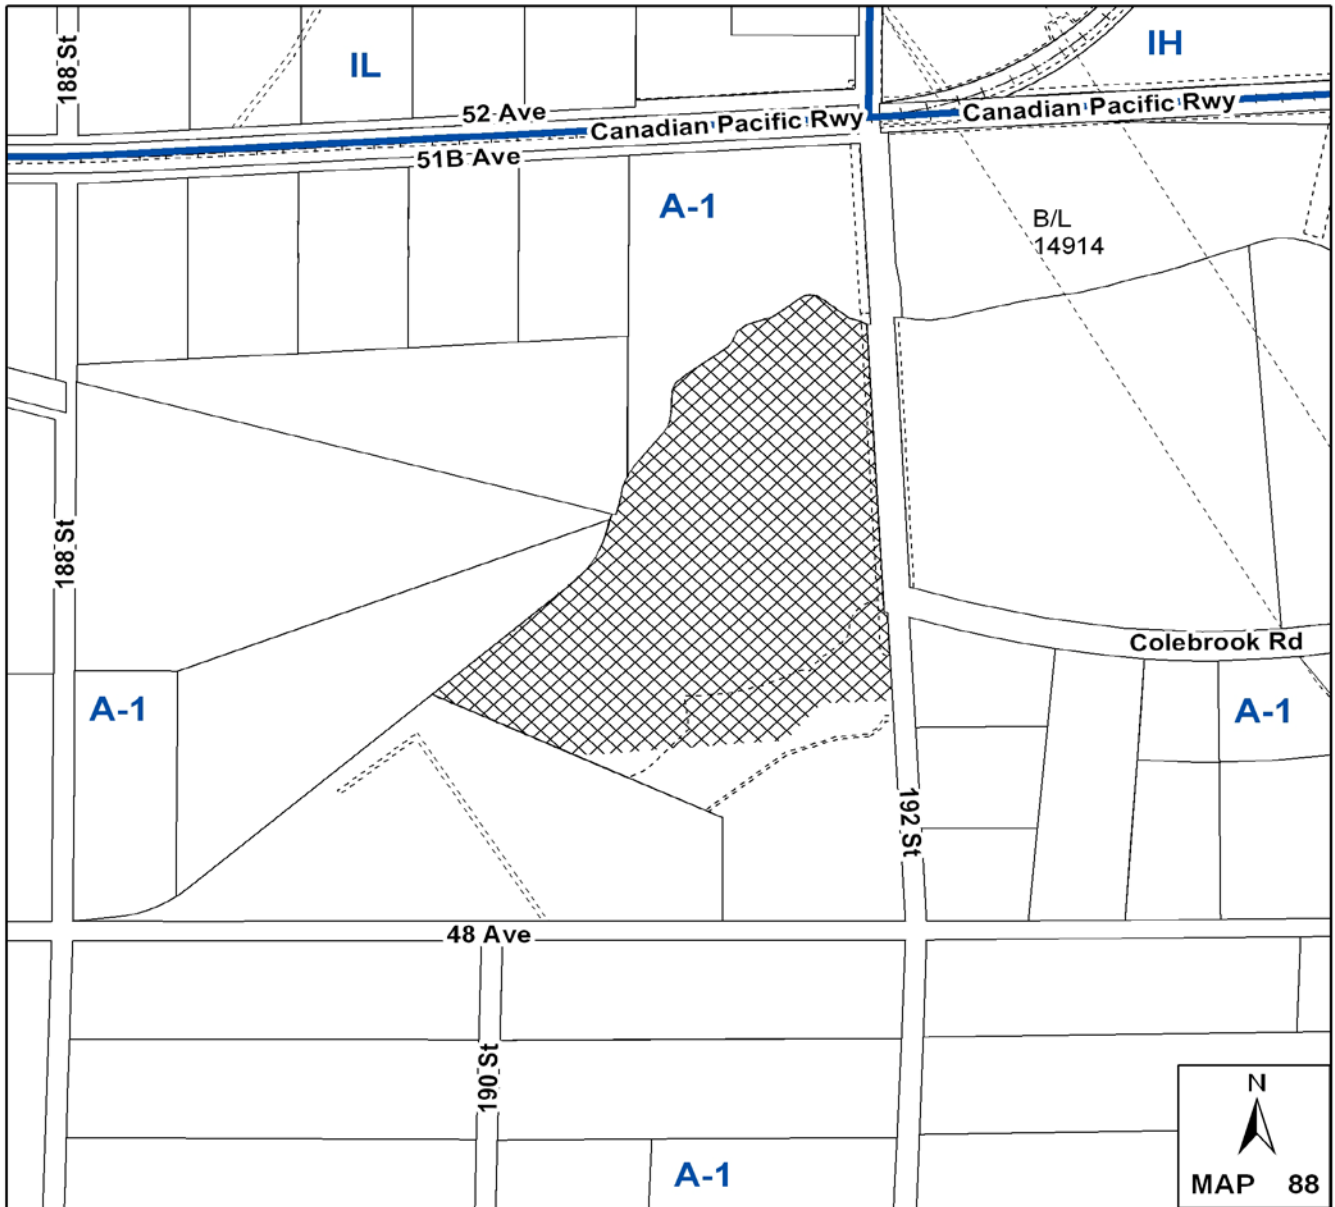 188 St
IL
IH
52 Ave
Canadian Pacific Rwy
Canadian Pacific Rwy
51B Ave
A-1
B/L
14914
188 St
Colebrook Rd
A-1
A-1
192 St
48 Ave
190 St
A-1
N
MAP 88